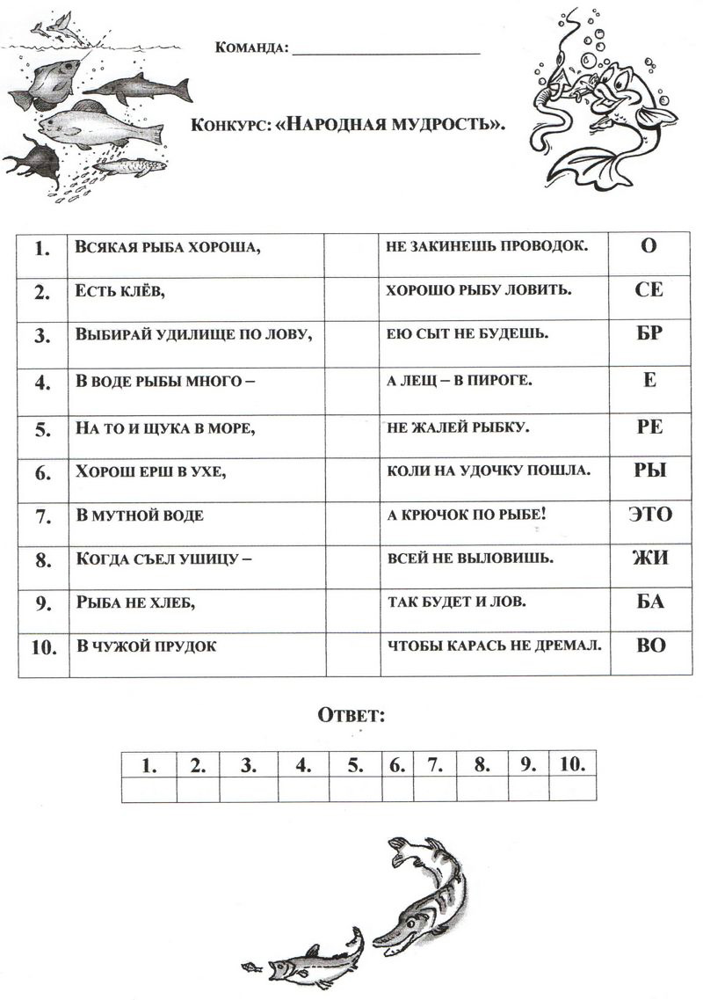 Команда: ____________________
Конкурс: «Народная мудрость».
1. Всякая рыба хороша, не закинешь проводок. О
2. Есть клёв, хорошо рыбу ловить. СЕ
3. Выбирай удилище по лову, ею сыт не будешь. БР
4. В воде рыбы много – а лещ – в пироге. Е
5. На то и щука в море, не жалей рыбку. РЕ
6. Хорош ерш в ухе, коли на удочку пошла. РЫ
7. В мутной воде а крючок по рыбе! ЭТО
8. Когда съел ушицу – всей не выловишь. ЖИ
9. Рыба не хлеб, так будет и лов. БА
10. В чужой прудок чтобы карась не дремал. ВО
Ответ:
1. 2. 3. 4. 5. 6. 7. 8. 9. 10.